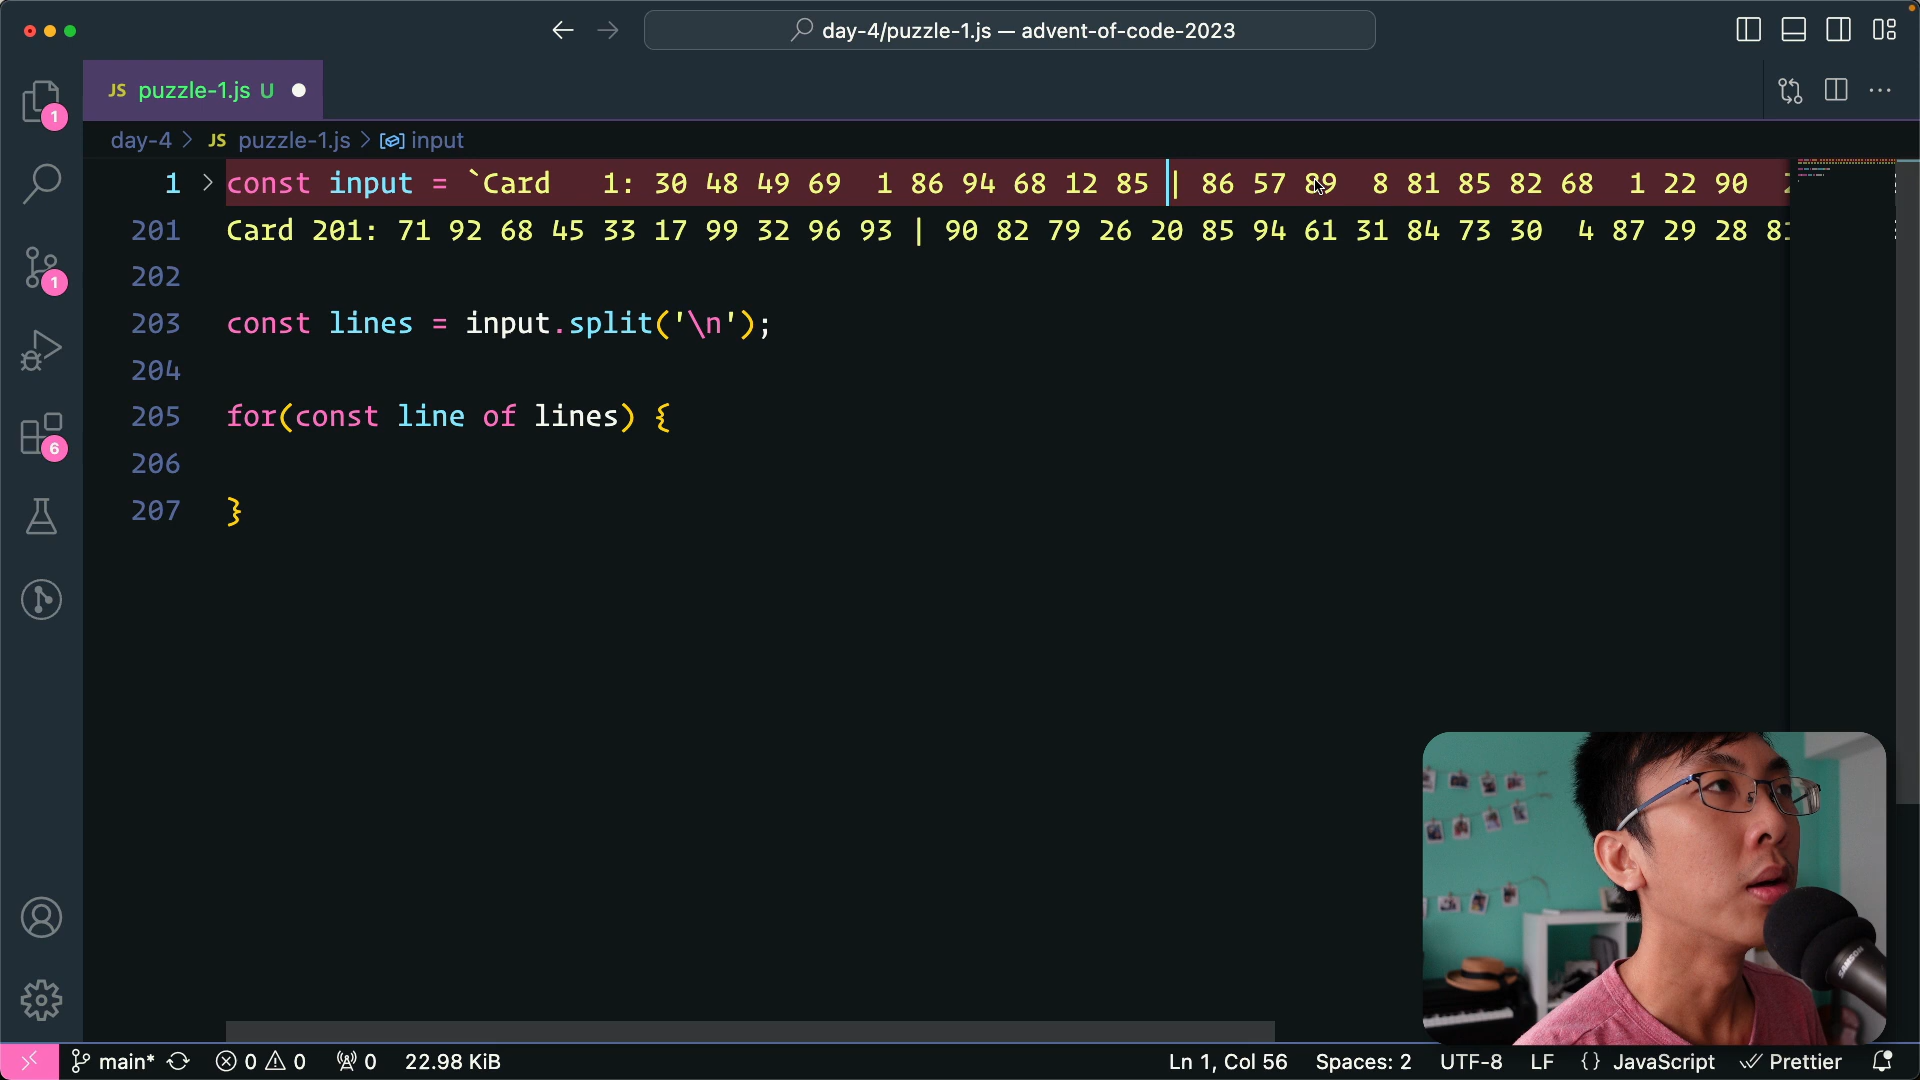 day-4/puzzle-1.js — advent-of-code-2023
JS puzzle-1.js U
day-4 > JS puzzle-1.js > input
1 const input = `Card   1: 30 48 49 69  1 86 94 68 12 85 | 86 57 89  8 81 85 82 68  1 22 90
201 Card 201: 71 92 68 45 33 17 99 32 96 93 | 90 82 79 26 20 85 94 61 31 84 73 30  4 87 29 28 81
202
203 const lines = input.split('\n');
204
205 for(const line of lines) {
206
207 }
1
1
6
SAMSON
main* 0 0 0 22.98 KiB Ln 1, Col 56 Spaces: 2 UTF-8 LF {} JavaScript Prettier